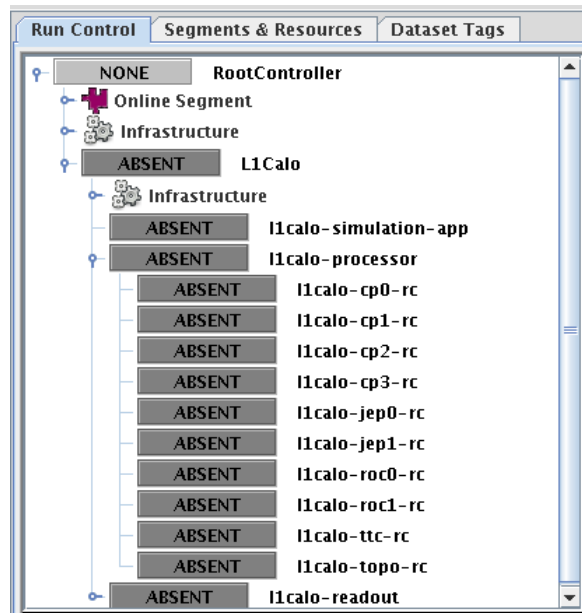 Run Control Segments & Resources Dataset Tags
NONE RootController
Online Segment
Infrastructure
ABSENT L1Calo
Infrastructure
ABSENT l1calo-simulation-app
ABSENT l1calo-processor
ABSENT l1calo-cp0-rc
ABSENT l1calo-cp1-rc
ABSENT l1calo-cp2-rc
ABSENT l1calo-cp3-rc
ABSENT l1calo-jep0-rc
ABSENT l1calo-jep1-rc
ABSENT l1calo-roc0-rc
ABSENT l1calo-roc1-rc
ABSENT l1calo-ttc-rc
ABSENT l1calo-topo-rc
ABSENT l1calo-readout